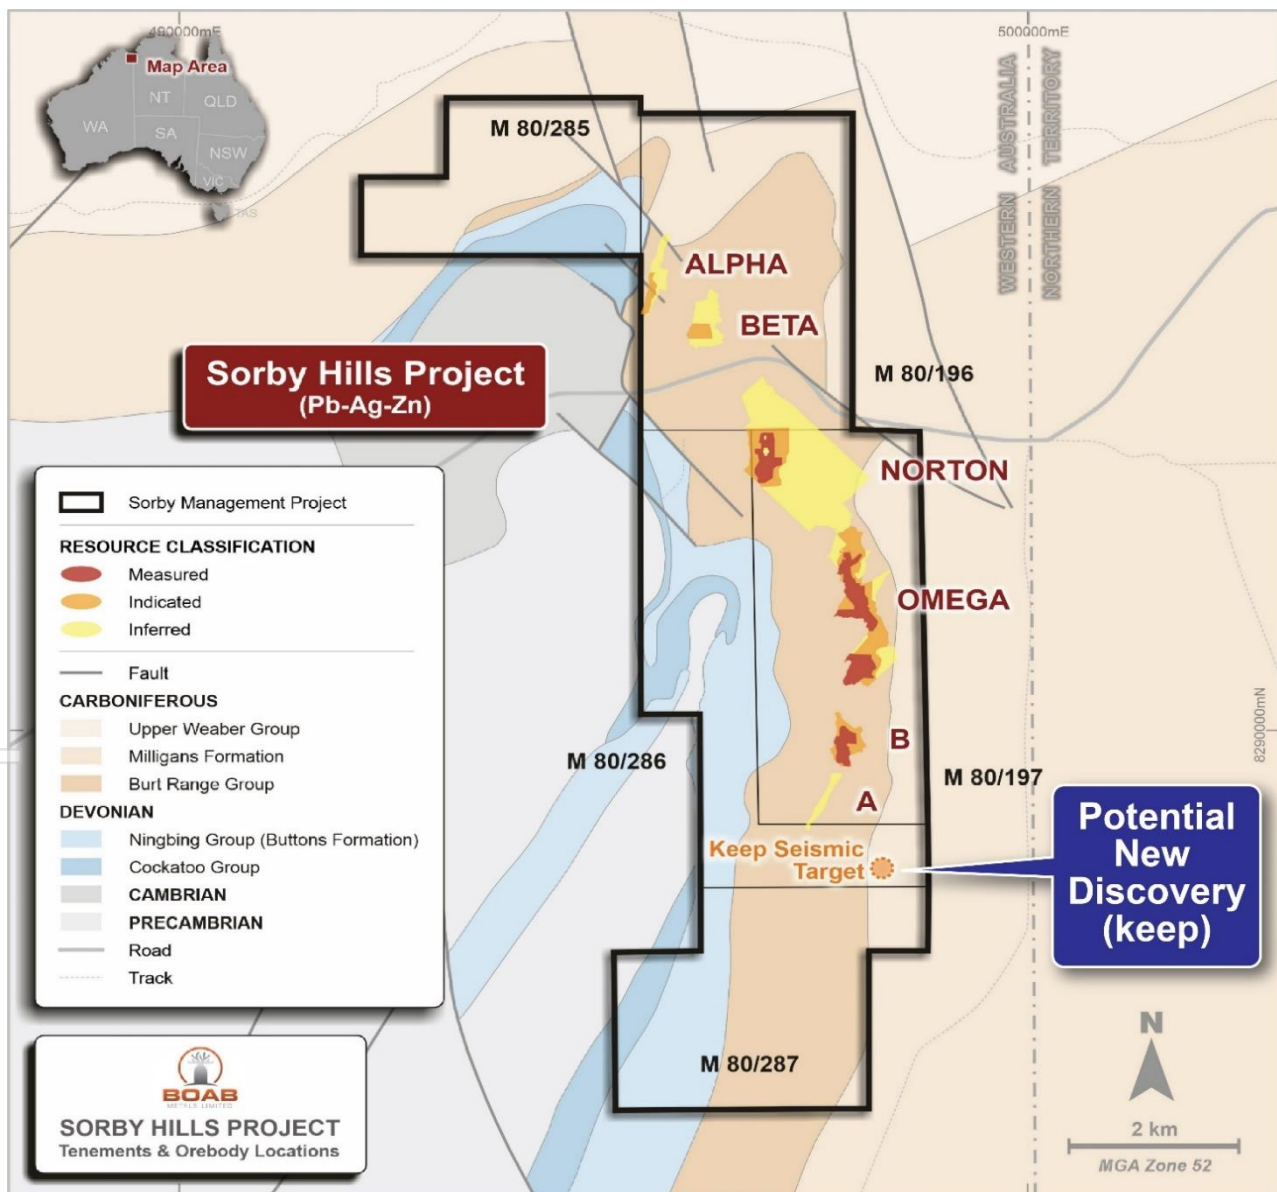 490000mE
500000mE
Map Area
NT
QLD
WA
SA
NSW
VIC
TAS
WESTERN AUSTRALIA
NORTHERN TERRITORY
M 80/285
ALPHA
BETA
Sorby Hills Project
(Pb-Ag-Zn)
M 80/196
NORTON
OMEGA
B
A
M 80/286
M 80/197
8290000mN
Keep Seismic
Target
Potential
New
Discovery
(keep)
M 80/287
Sorby Management Project
RESOURCE CLASSIFICATION
Measured
Indicated
Inferred
Fault
CARBONIFEROUS
Upper Weaber Group
Milligans Formation
Burt Range Group
DEVONIAN
Ningbing Group (Buttons Formation)
Cockatoo Group
CAMBRIAN
PRECAMBRIAN
Road
Track
BOAB
METALS LIMITED
SORBY HILLS PROJECT
Tenements & Orebody Locations
N
2 km
MGA Zone 52